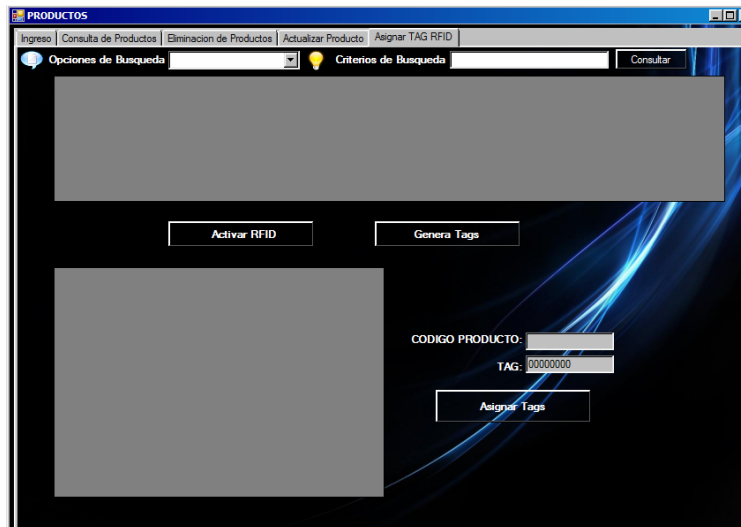 PRODUCTOS
Ingreso Consulta de Productos Eliminacion de Productos Actualizar Producto Asignar TAG RFID
Opciones de Busqueda Criterios de Busqueda Consultar
Activar RFID Genera Tags
CODIGO PRODUCTO:
TAG: 00000000
Asignar Tags